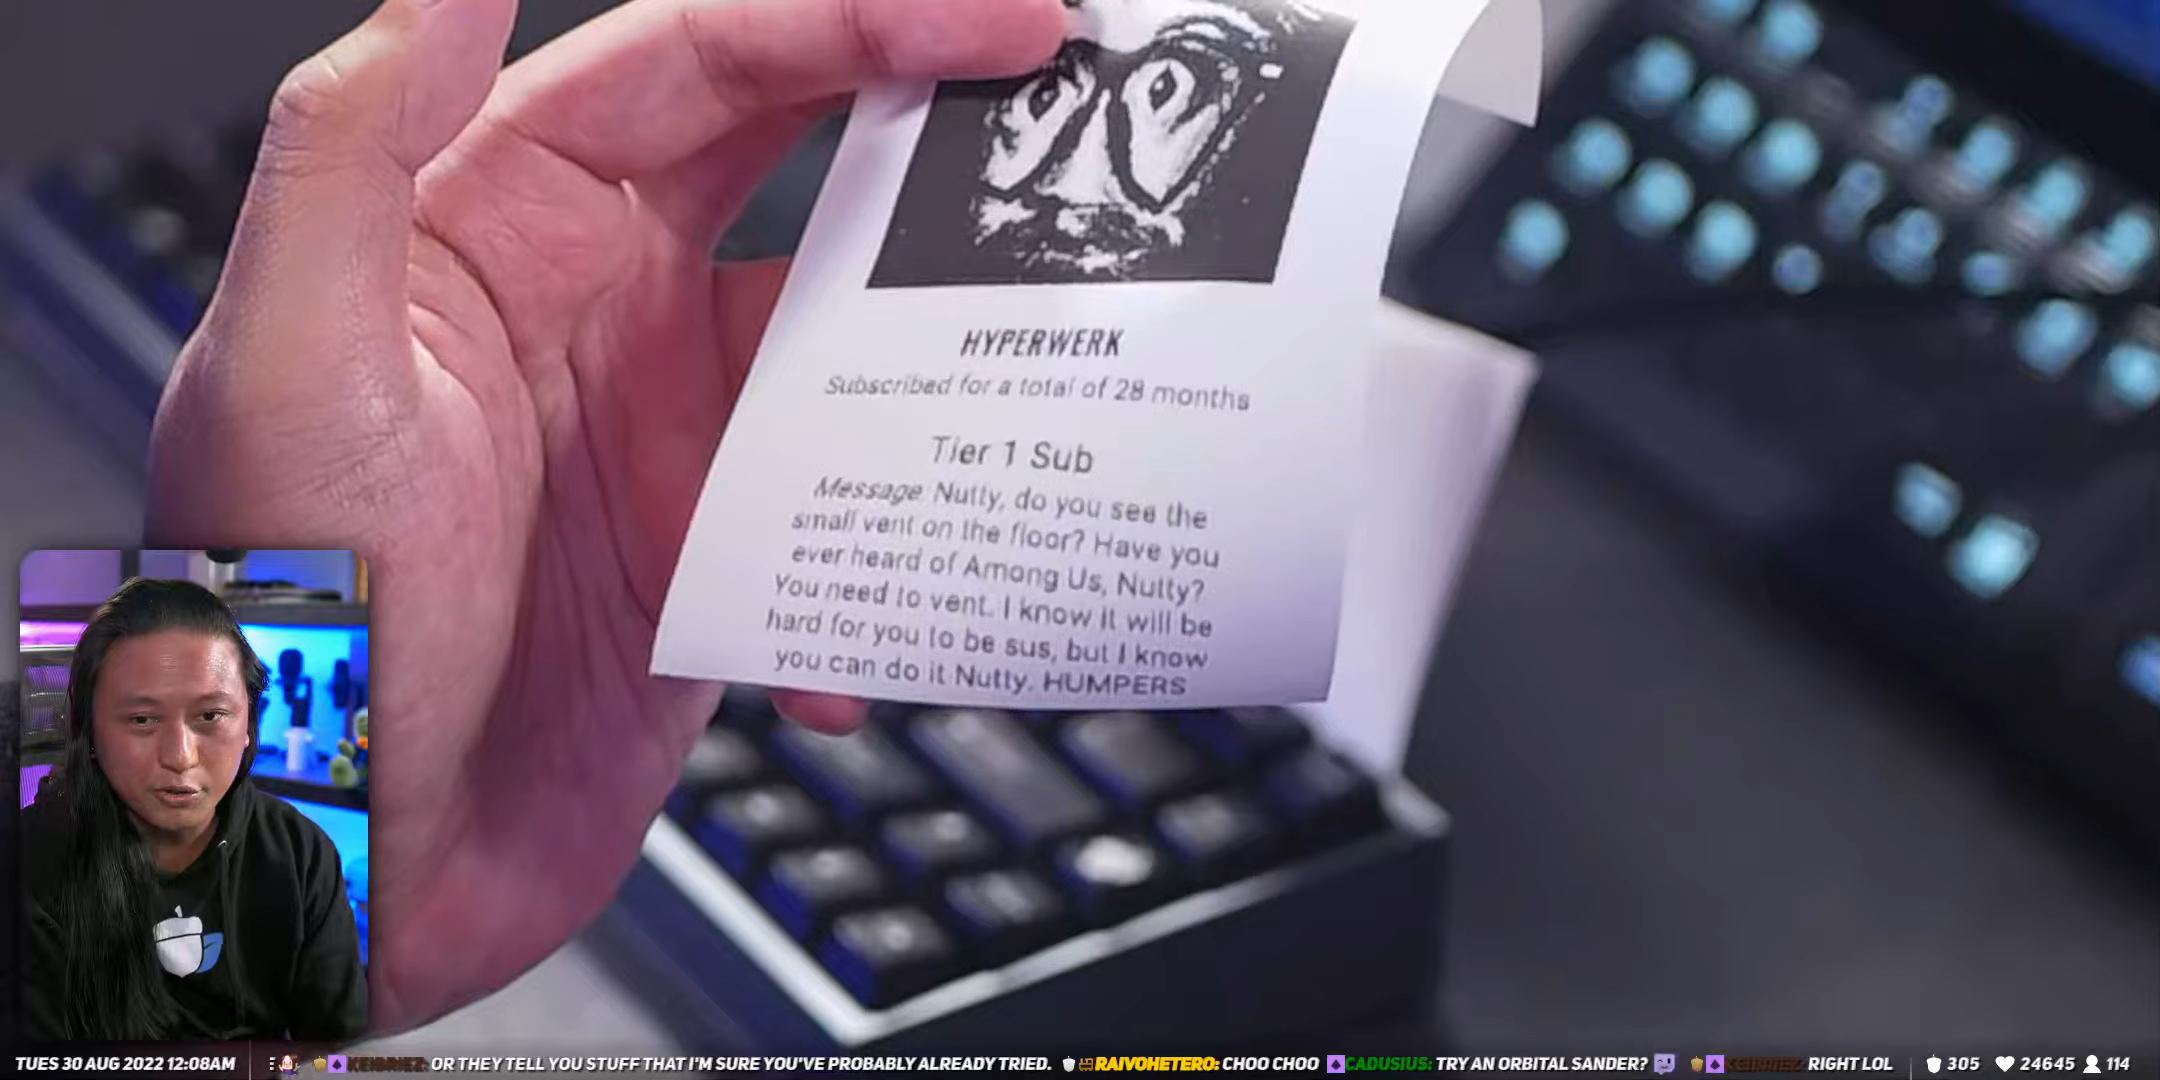 HYPERWERK
Subscribed for a total of 28 months
Tier 1 Sub
Message: Nutty, do you see the
small vent on the floor? Have you
ever heard of Among Us, Nutty?
You need to vent. I know it will be
hard for you to be sus, but I know
you can do it Nutty. HUMPERS
TUES 30 AUG 2022 12:08AM OR THEY TELL YOU STUFF THAT I'M SURE YOU'VE PROBABLY ALREADY TRIED. RAIVOHETERO: CHOO CHOO CADUSIUS: TRY AN ORBITAL SANDER? RIGHT LOL 305 24645 114